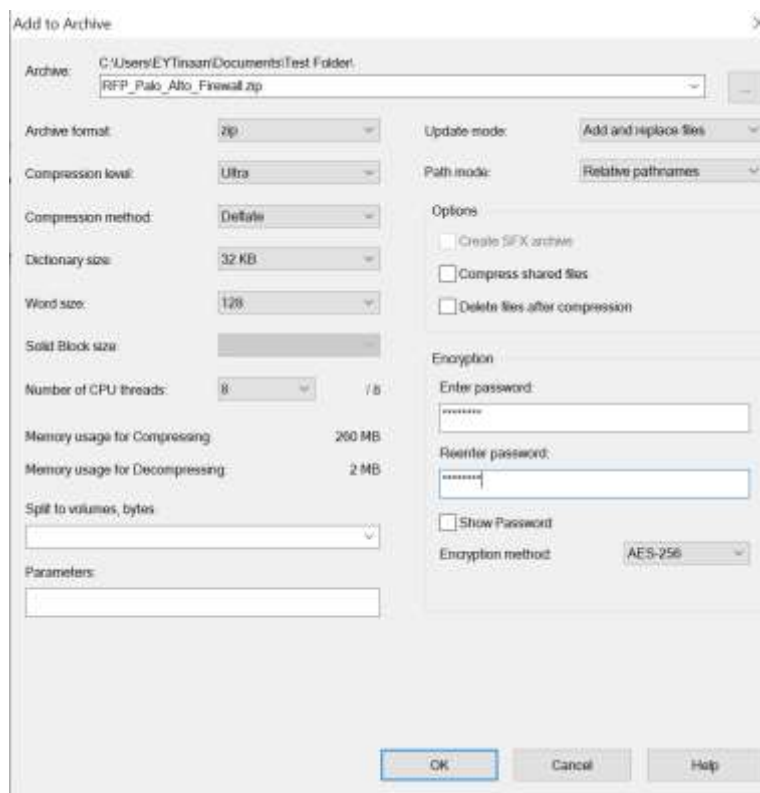 Add to Archive
Archive:
C:\Users\EYTinaan\Documents\Test Folder\
RFP_Palo_Alto_Firewall.zip
...
Archive format:
zip
Compression level:
Ultra
Compression method:
Deflate
Dictionary size:
32 KB
Word size:
128
Solid Block size:
Number of CPU threads:
8
/ 8
Memory usage for Compressing:
260 MB
Memory usage for Decompressing:
2 MB
Split to volumes, bytes:
Parameters:
Update mode:
Add and replace files
Path mode:
Relative pathnames
Options
Create SFX archive
Compress shared files
Delete files after compression
Encryption
Enter password:
********
Reenter password:
********
Show Password
Encryption method:
AES-256
OK
Cancel
Help